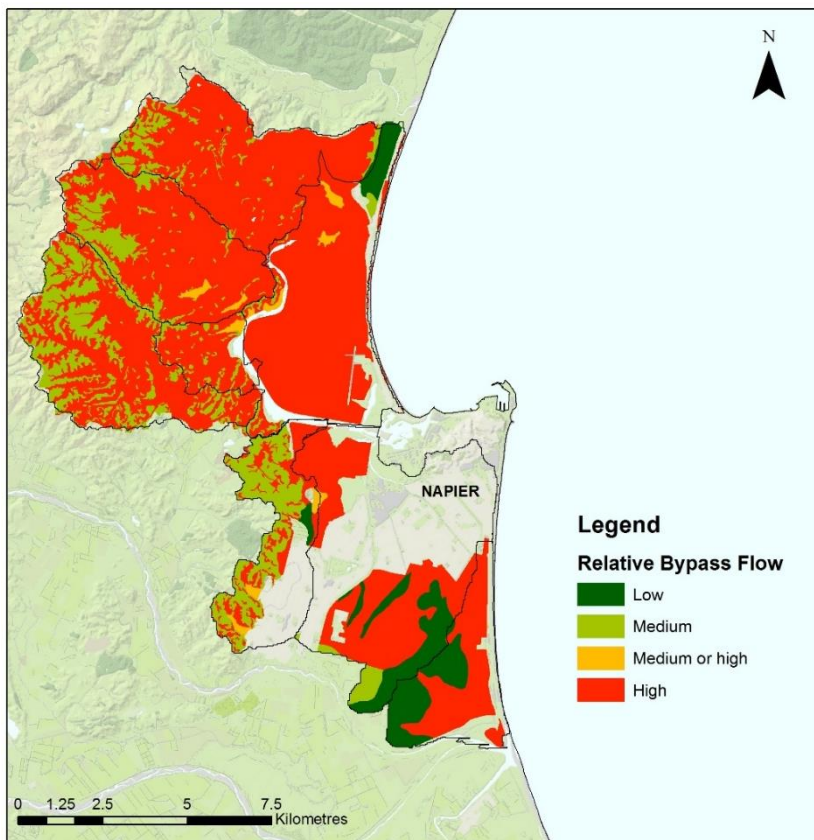 N
NAPIER
Legend
Relative Bypass Flow
Low
Medium
Medium or high
High
0 1.25 2.5 5 7.5
Kilometres